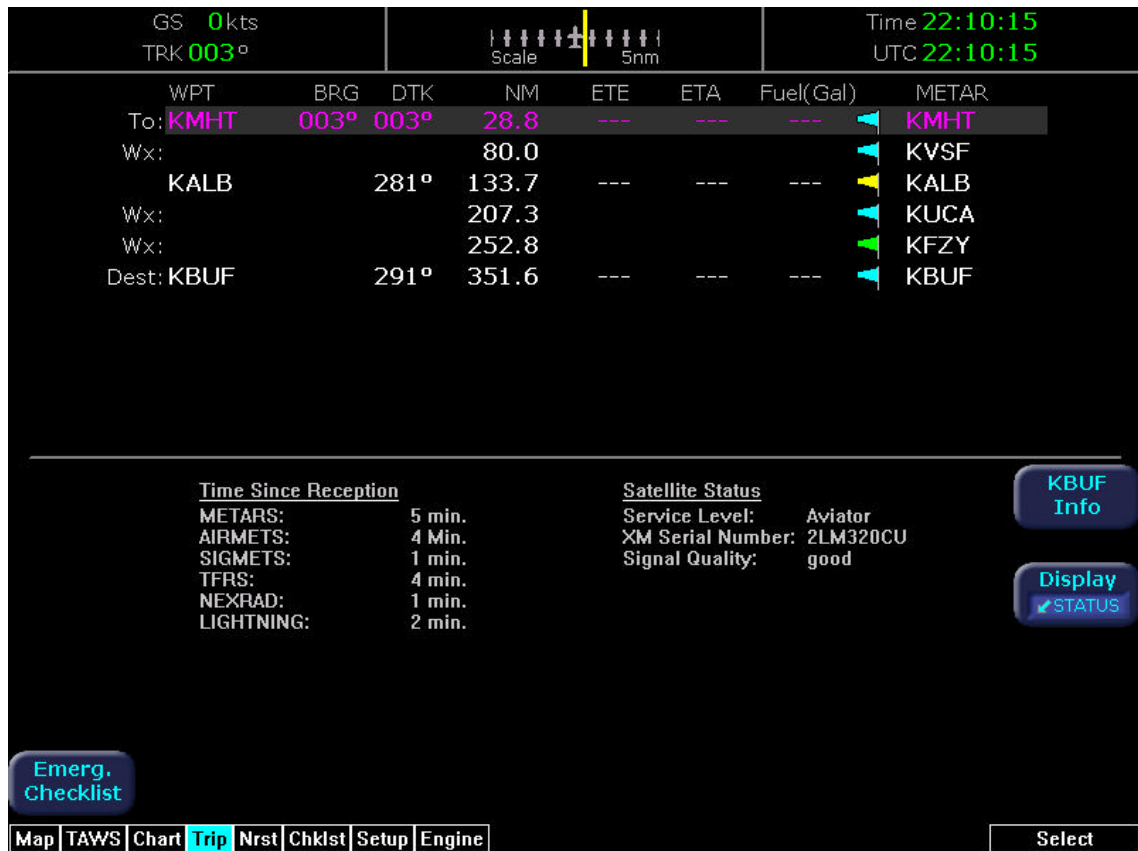 GS 0kts
TRK 003°
Scale 5nm
Time 22:10:15
UTC 22:10:15
WPT BRG DTK NM ETE ETA Fuel(Gal) METAR
To: KMHT 003° 003° 28.8 --- --- --- KMHT
Wx: 80.0 KVSF
KALB 281° 133.7 --- --- --- KALB
Wx: 207.3 KUCA
Wx: 252.8 KFZY
Dest: KBUF 291° 351.6 --- --- --- KBUF
Time Since Reception
METARS: 5 min.
AIRMETS: 4 Min.
SIGMETS: 1 min.
TFRS: 4 min.
NEXRAD: 1 min.
LIGHTNING: 2 min.
Satellite Status
Service Level: Aviator
XM Serial Number: 2LM320CU
Signal Quality: good
KBUF
Info
Display
STATUS
Emerg.
Checklist
Map TAWS Chart Trip Nrst Chklst Setup Engine Select